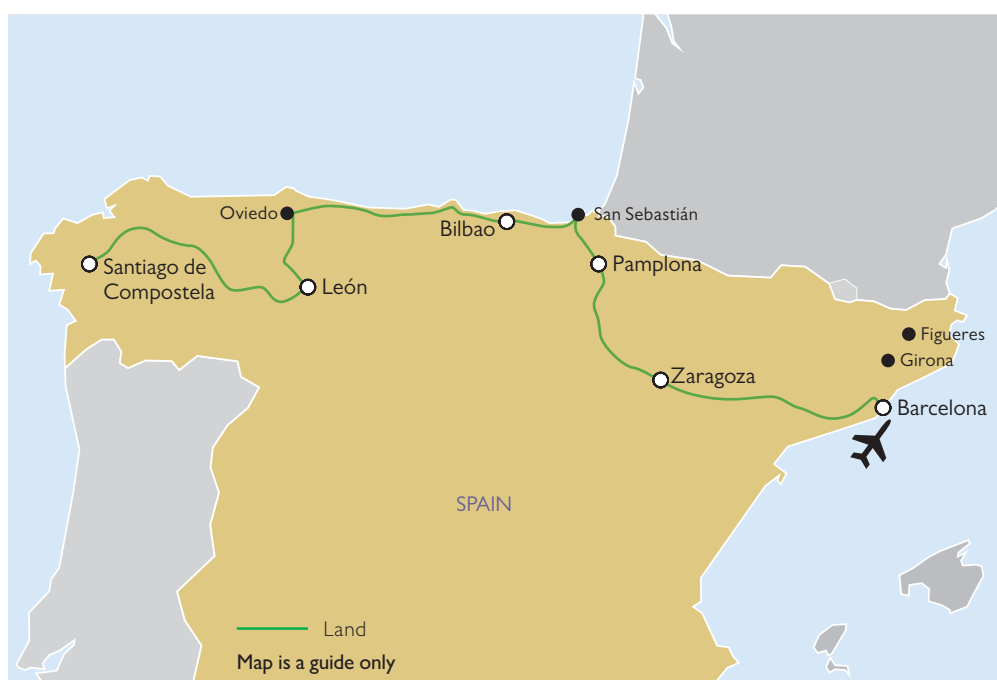 Oviedo
San Sebastián
Bilbao
Santiago de
Compostela
Pamplona
León
Figueres
Girona
Zaragoza
Barcelona
SPAIN
Land
Map is a guide only